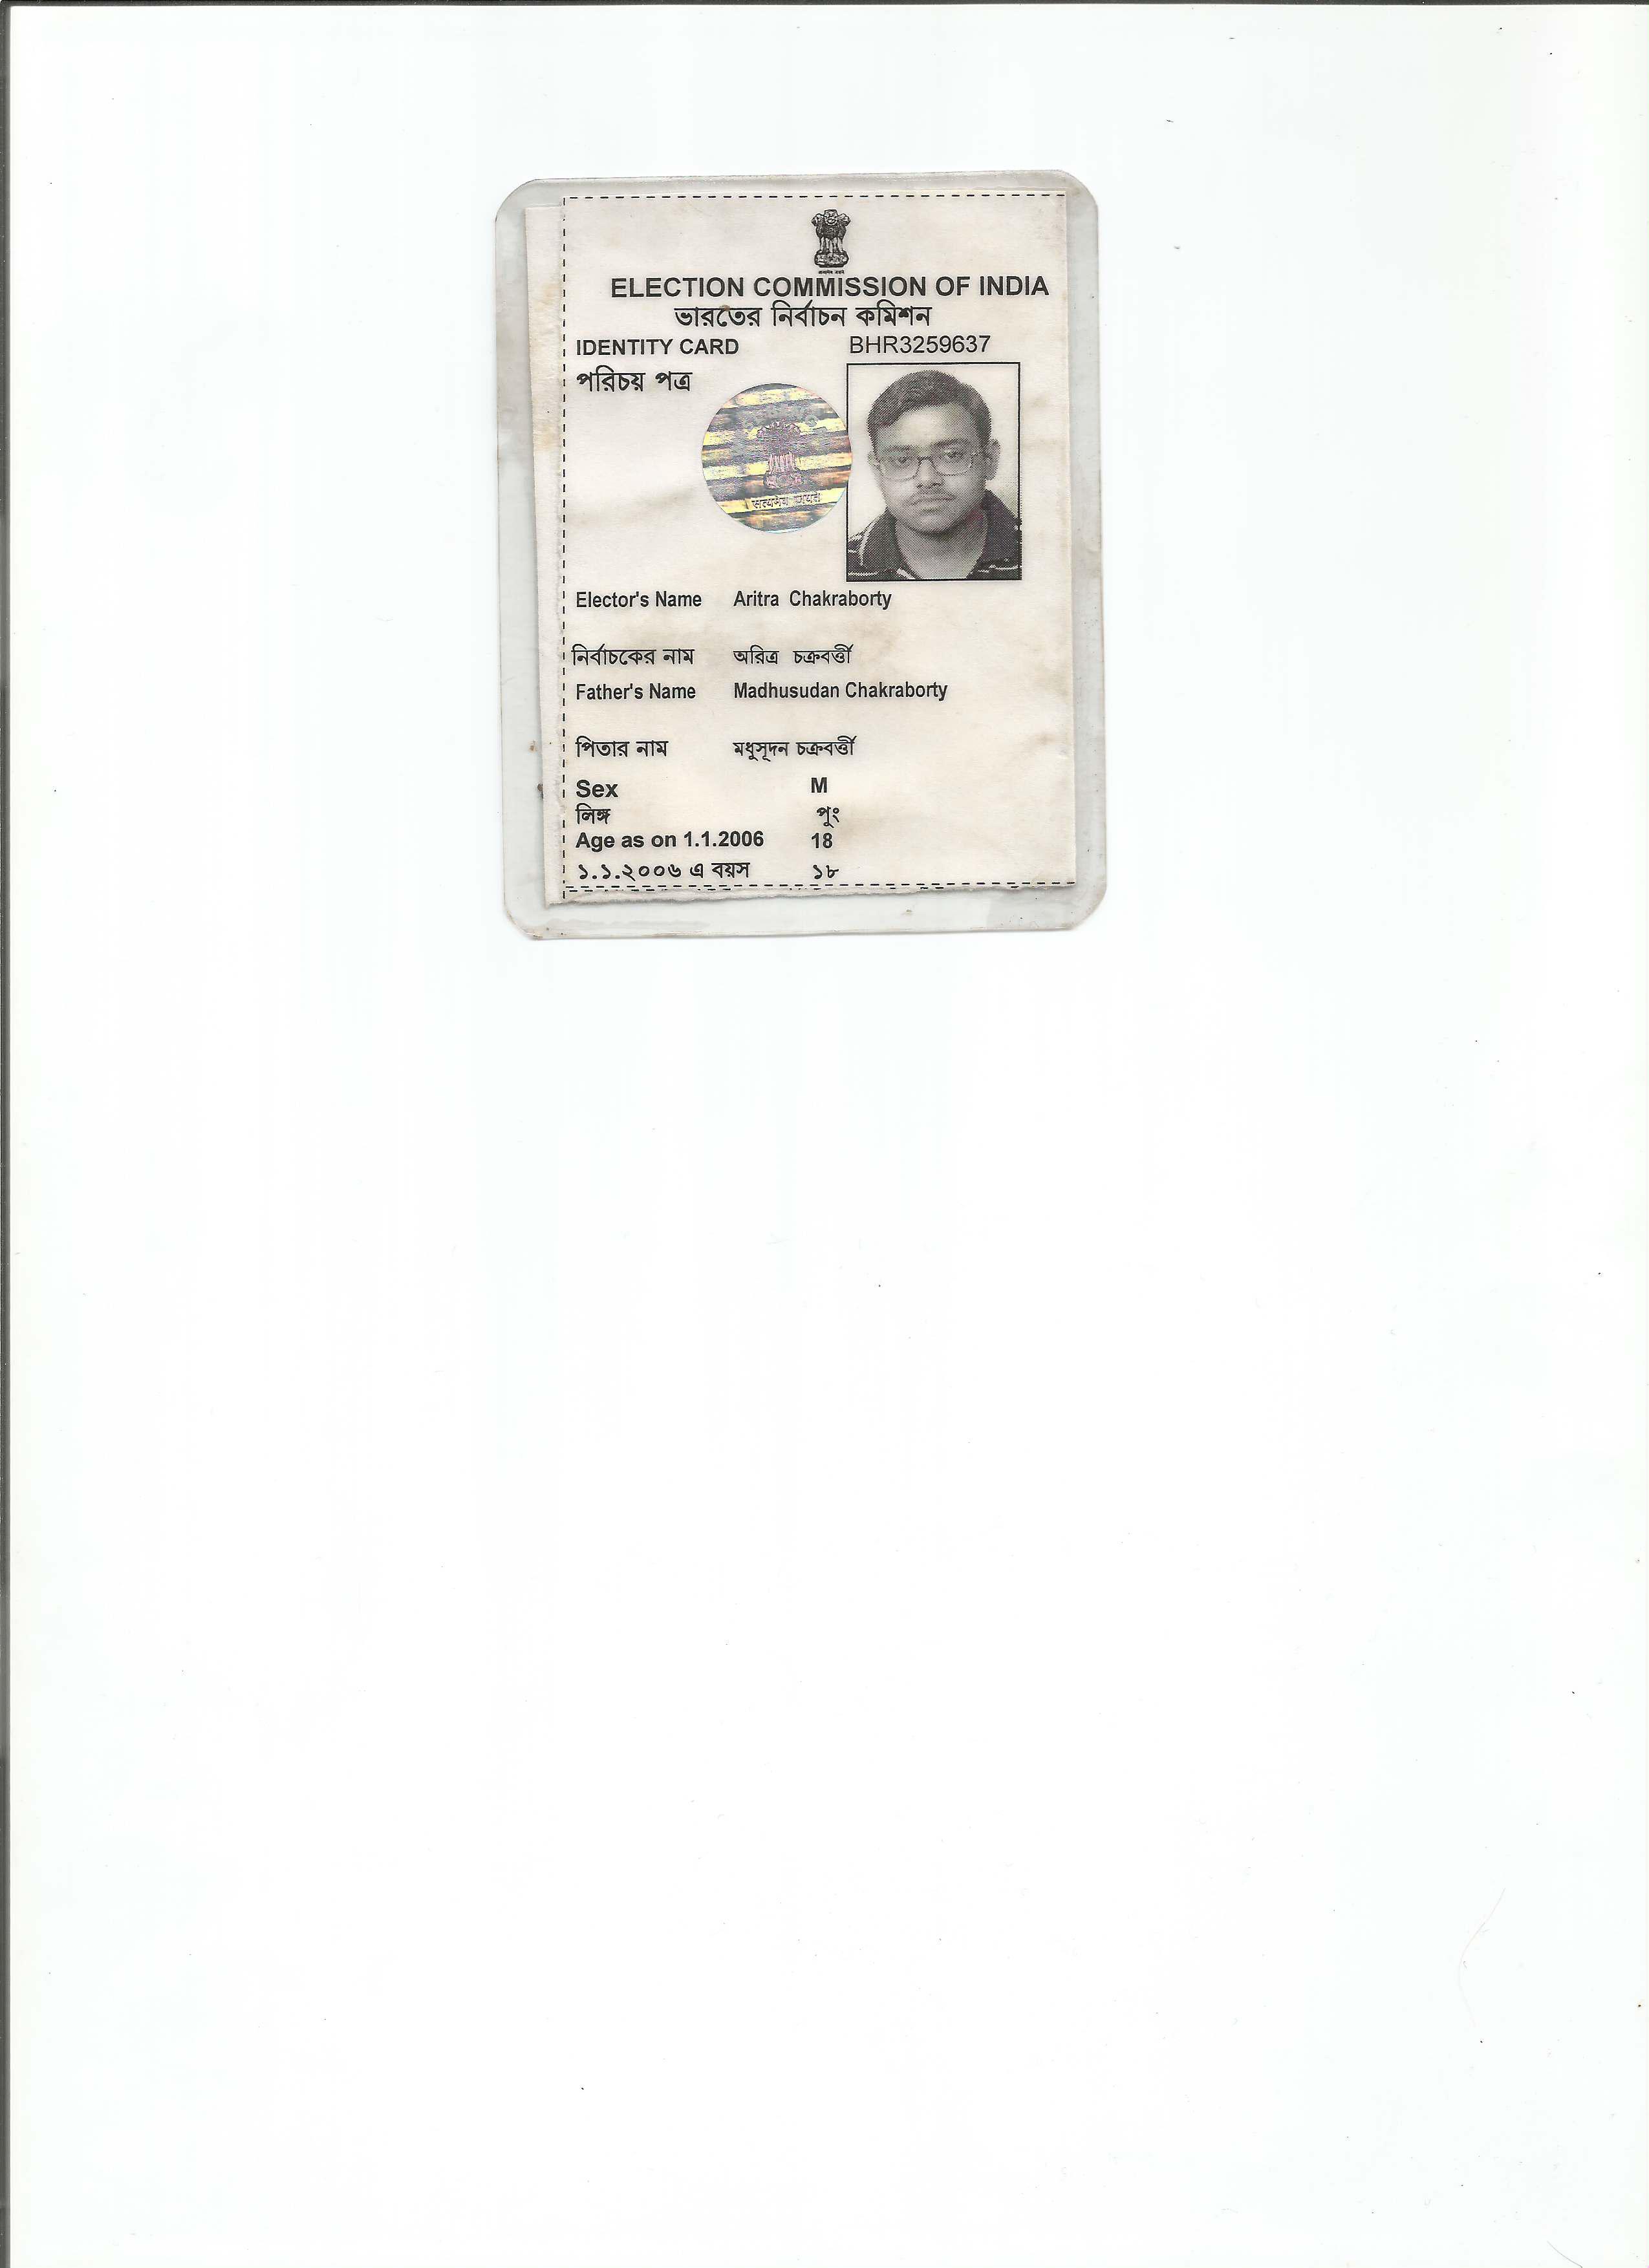 ELECTION COMMISSION OF INDIA
ভারতের নির্বাচন কমিশন
IDENTITY CARD BHR3259637
পরিচয় পত্র
Elector's Name Aritra Chakraborty
নির্বাচকের নাম অরিত্র চক্রবর্ত্তী
Father's Name Madhusudan Chakraborty
পিতার নাম মধুসূদন চক্রবর্ত্তী
Sex M
লিঙ্গ পুং
Age as on 1.1.2006 18
১.১.২০০৬ এ বয়স ১৮